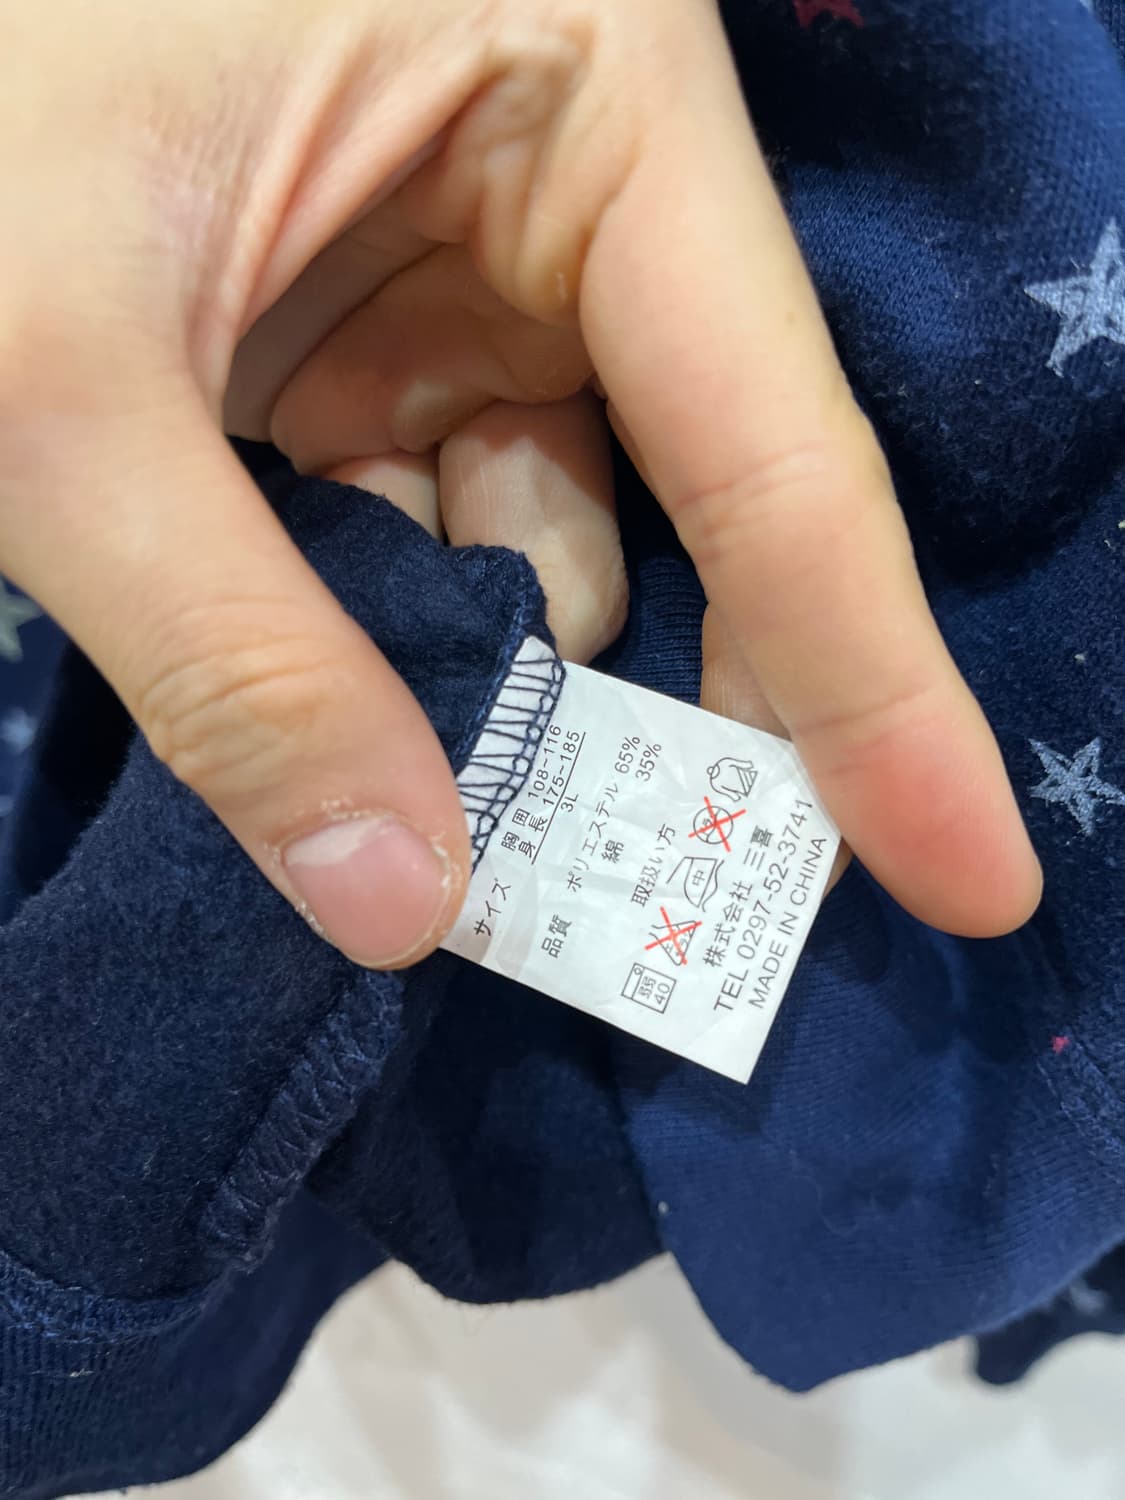 サイズ
胸囲 108~116
身長 175~185
3L
品質 ポリエステル 65%
綿 35%
取扱い方
弱
40
中
株式会社 三喜
TEL 0297-52-3741
MADE IN CHINA